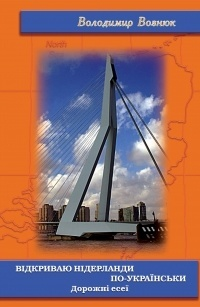 North
Володимир Вовнюк
ВІДКРИВАЮ НІДЕРЛАНДИ
ПО-УКРАЇНСЬКИ
Дорожні есеї